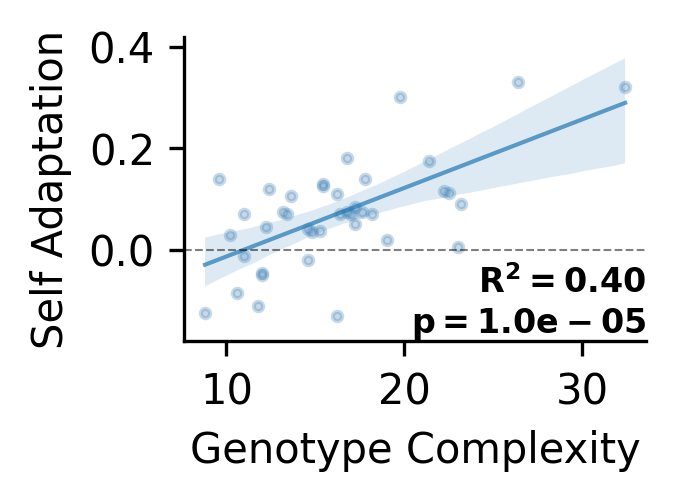 0.4
0.2
0.0
Self Adaptation
R² = 0.40
p = 1.0e − 05
10 20 30
Genotype Complexity